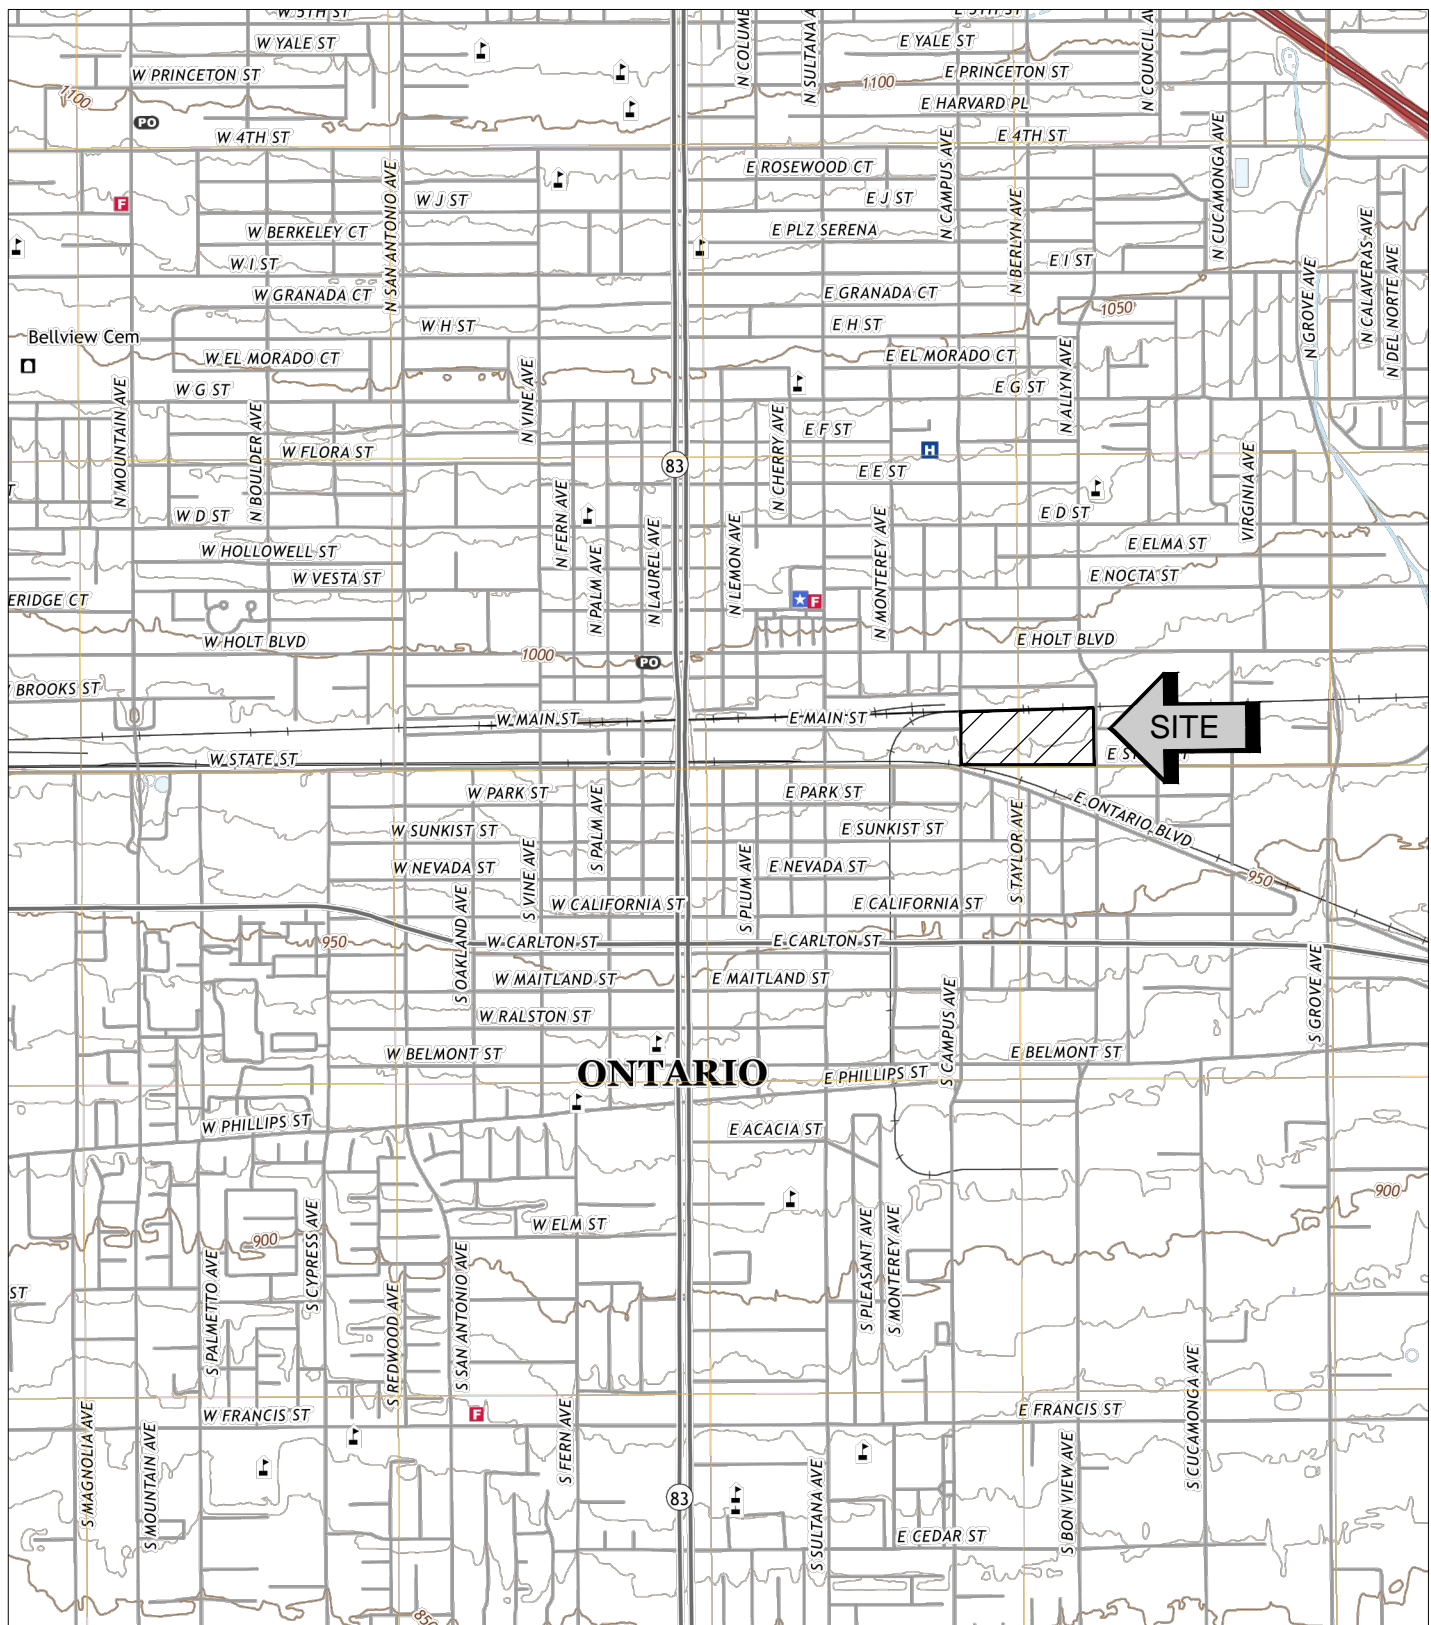 W 5TH ST
E 5TH ST
W YALE ST
E YALE ST
N SULTANA A
N COUNCIL AV
W PRINCETON ST
E PRINCETON ST
1100
1100
E HARVARD PL
PO
W 4TH ST
E 4TH ST
N CAMPUS AVE
N CUCAMONGA AVE
N SAN ANTONIO AVE
E ROSEWOOD CT
W J ST
E J ST
F
W BERKELEY CT
E PLZ SERENA
N BERLYN AVE
W I ST
E I ST
N GROVE AVE
N CALAVERAS AVE
N DEL NORTE AVE
W GRANADA CT
E GRANADA CT
1050
W H ST
E H ST
Bellview Cem
W EL MORADO CT
E EL MORADO CT
N ALLYN AVE
W G ST
E G ST
N MOUNTAIN AVE
N BOULDER AVE
N VINE AVE
N CHERRY AVE
E F ST
W FLORA ST
H
VIRGINIA AVE
83
E E ST
N FERN AVE
W D ST
E D ST
N LAUREL AVE
N LEMON AVE
N MONTEREY AVE
W HOLLOWELL ST
E ELMA ST
N PALM AVE
W VESTA ST
E NOCTA ST
ERIDGE CT
F
W HOLT BLVD
E HOLT BLVD
1000
PO
BROOKS ST
W MAIN ST
E MAIN ST
SITE
W STATE ST
W PARK ST
E PARK ST
S PALM AVE
E ONTARIO BLVD
W SUNKIST ST
E SUNKIST ST
S TAYLOR AVE
W NEVADA ST
E NEVADA ST
S VINE AVE
S PLUM AVE
950
W CALIFORNIA ST
E CALIFORNIA ST
S OAKLAND AVE
950
W CARLTON ST
E CARLTON ST
W MAITLAND ST
E MAITLAND ST
S GROVE AVE
S CAMPUS AVE
W RALSTON ST
W BELMONT ST
E BELMONT ST
ONTARIO
E PHILLIPS ST
W PHILLIPS ST
E ACACIA ST
900
S CYPRESS AVE
W ELM ST
900
S PLEASANT AVE
S MONTEREY AVE
S PALMETTO AVE
S SAN ANTONIO AVE
ST
S REDWOOD AVE
S CUCAMONGA AVE
W FRANCIS ST
F
E FRANCIS ST
S MAGNOLIA AVE
S MOUNTAIN AVE
S FERN AVE
S SULTANA AVE
S BON VIEW AVE
83
E CEDAR ST